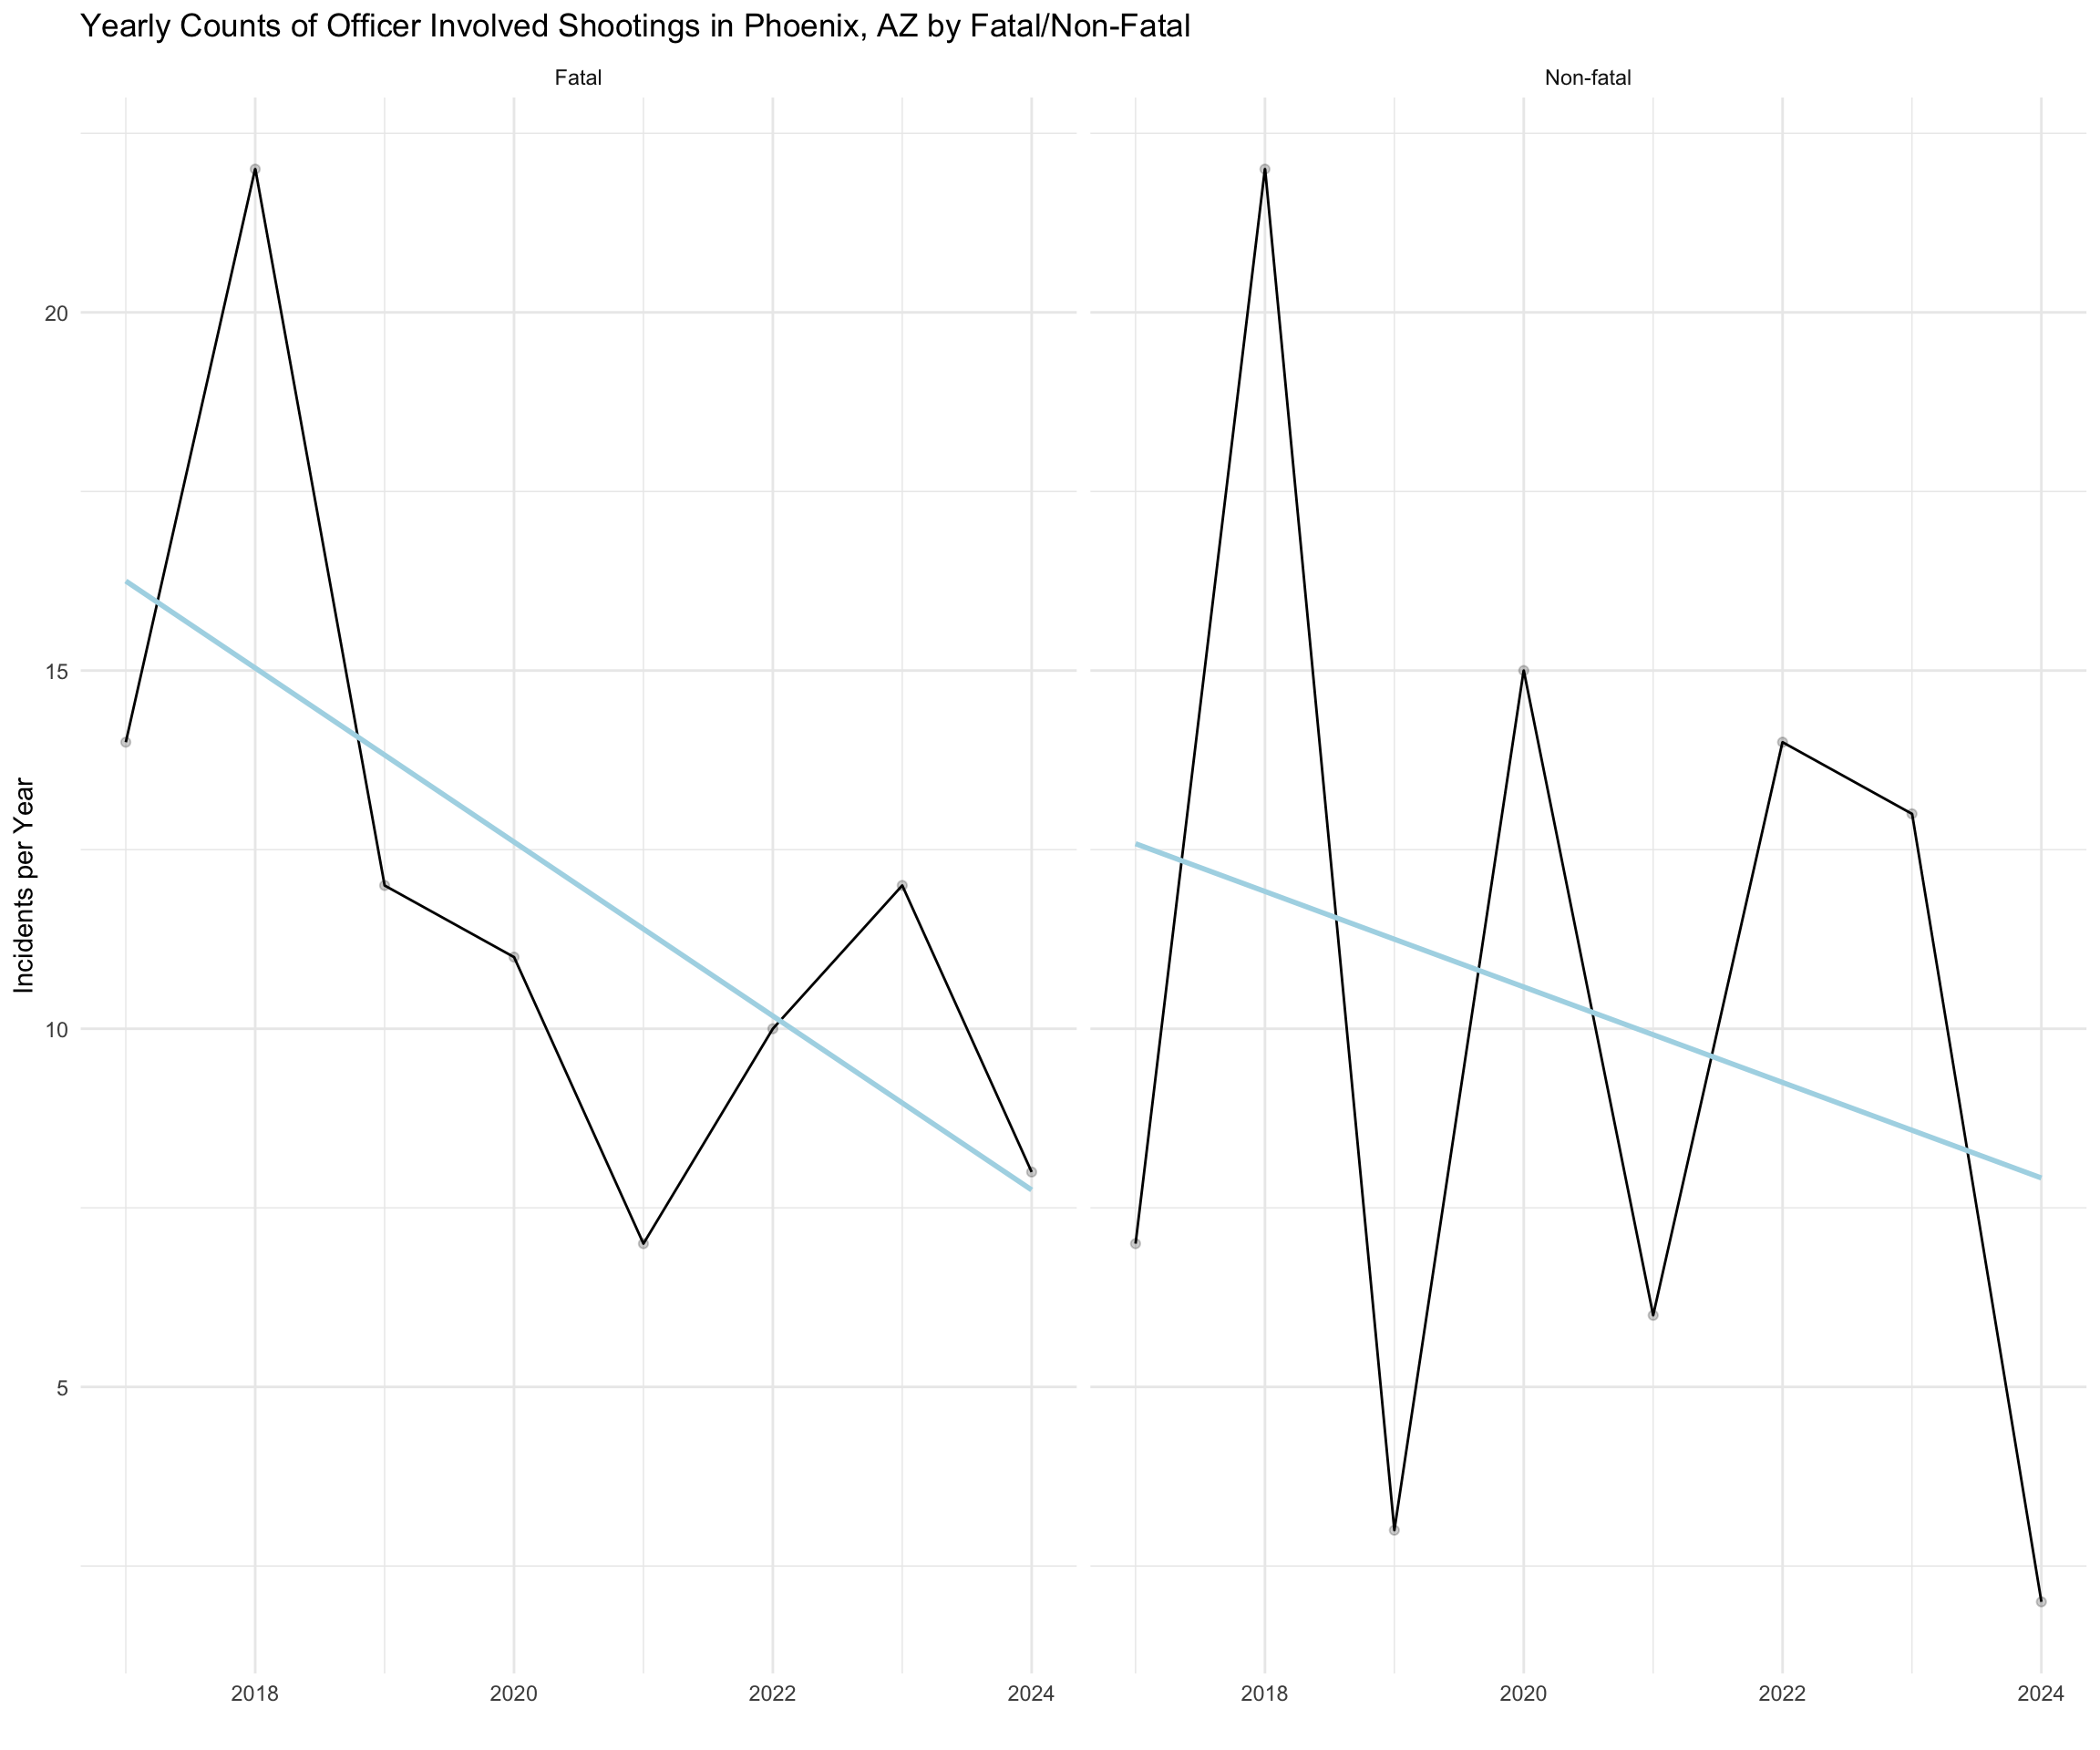 Yearly Counts of Officer Involved Shootings in Phoenix, AZ by Fatal/Non-Fatal
Fatal
Non-fatal
Incidents per Year
20
15
10
5
2018 2020 2022 2024
2018 2020 2022 2024